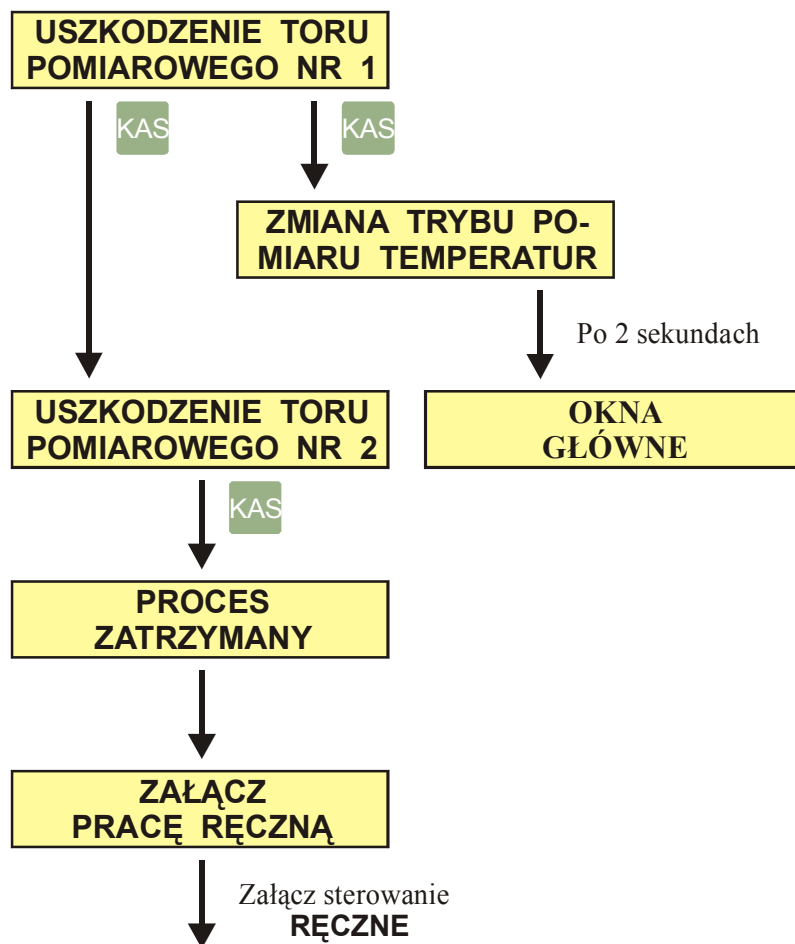 USZKODZENIE TORU
POMIAROWEGO NR 1
KAS
KAS
ZMIANA TRYBU PO-
MIARU TEMPERATUR
Po 2 sekundach
USZKODZENIE TORU
POMIAROWEGO NR 2
OKNA
GŁÓWNE
KAS
PROCES
ZATRZYMANY
ZAŁĄCZ
PRACĘ RĘCZNĄ
Załącz sterowanie
RĘCZNE